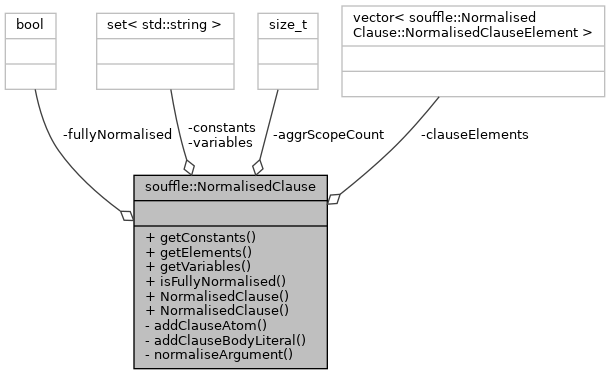 bool
set< std::string >
size_t
vector< souffle::Normalised
Clause::NormalisedClauseElement >
-fullyNormalised
-constants
-variables
-aggrScopeCount
-clauseElements
souffle::NormalisedClause
+ getConstants()
+ getElements()
+ getVariables()
+ isFullyNormalised()
+ NormalisedClause()
+ NormalisedClause()
- addClauseAtom()
- addClauseBodyLiteral()
- normaliseArgument()